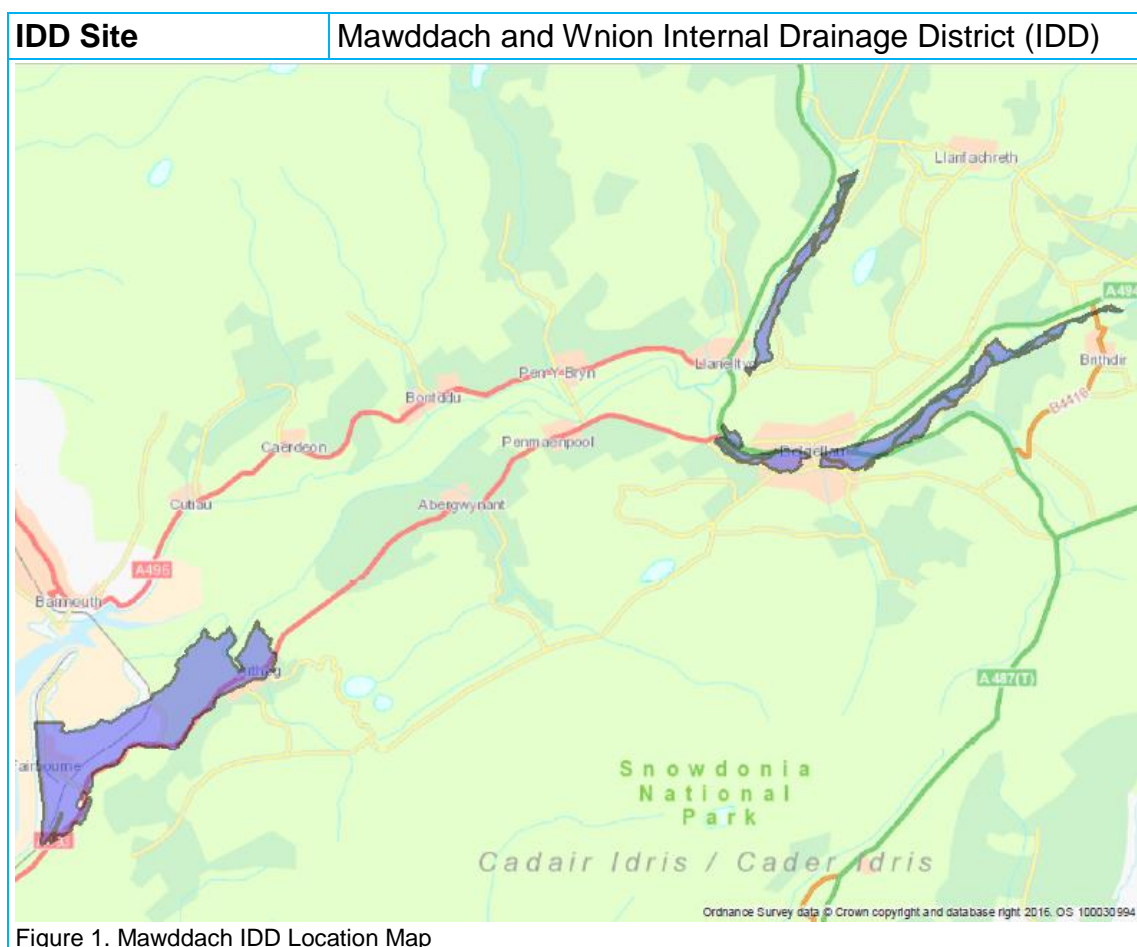 IDD Site
Mawddach and Wnion Internal Drainage District (IDD)
Llanfachreth
A494
Brithdir
B4416
Llanelltyd
Pen-Y-Bryn
Bontddu
Penmaenpool
Dolgellau
Caerdeon
Abergwynant
Cutiau
A496
Barmouth
A487(T)
Fairbourne
Snowdonia
National
Park
Cadair Idris / Cader Idris
Ordnance Survey data © Crown copyright and database right 2016. OS 100030994
Figure 1. Mawddach IDD Location Map